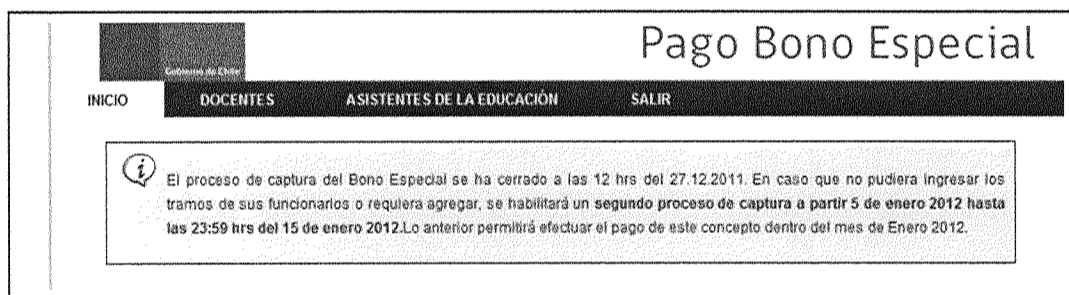 Gobierno de Chile
Pago Bono Especial
INICIO DOCENTES ASISTENTES DE LA EDUCACIÓN SALIR
i
El proceso de captura del Bono Especial se ha cerrado a las 12 hrs del 27.12.2011. En caso que no pudiera ingresar los
tramos de sus funcionarios o requiera agregar, se habilitará un segundo proceso de captura a partir 5 de enero 2012 hasta
las 23:59 hrs del 15 de enero 2012.Lo anterior permitirá efectuar el pago de este concepto dentro del mes de Enero 2012.